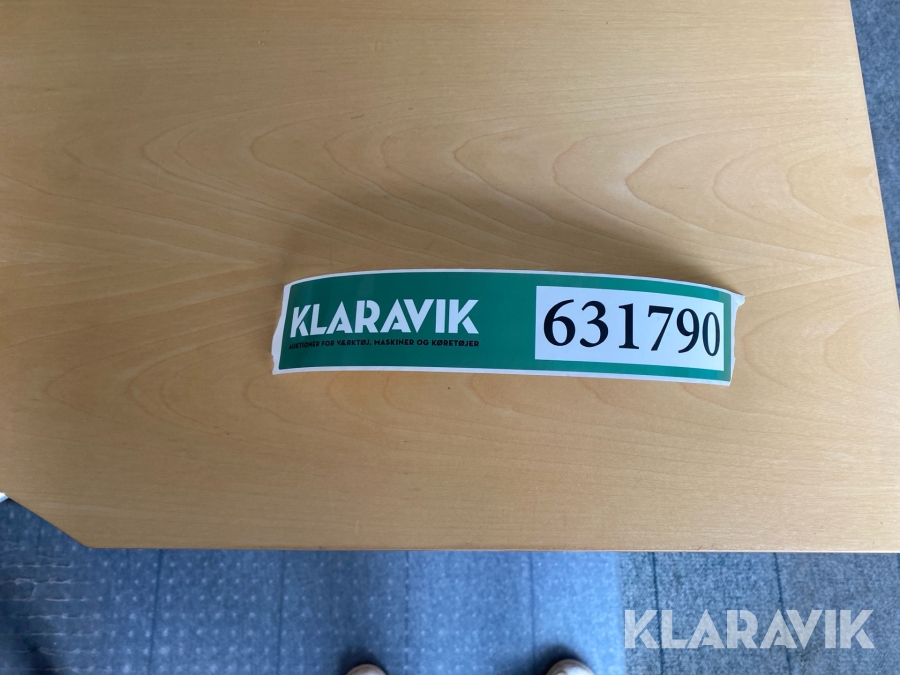 KLARAVIK
AUKTIONER FOR VÆRKTØJ, MASKINER OG KØRETØJER
631790
KLARAVIK